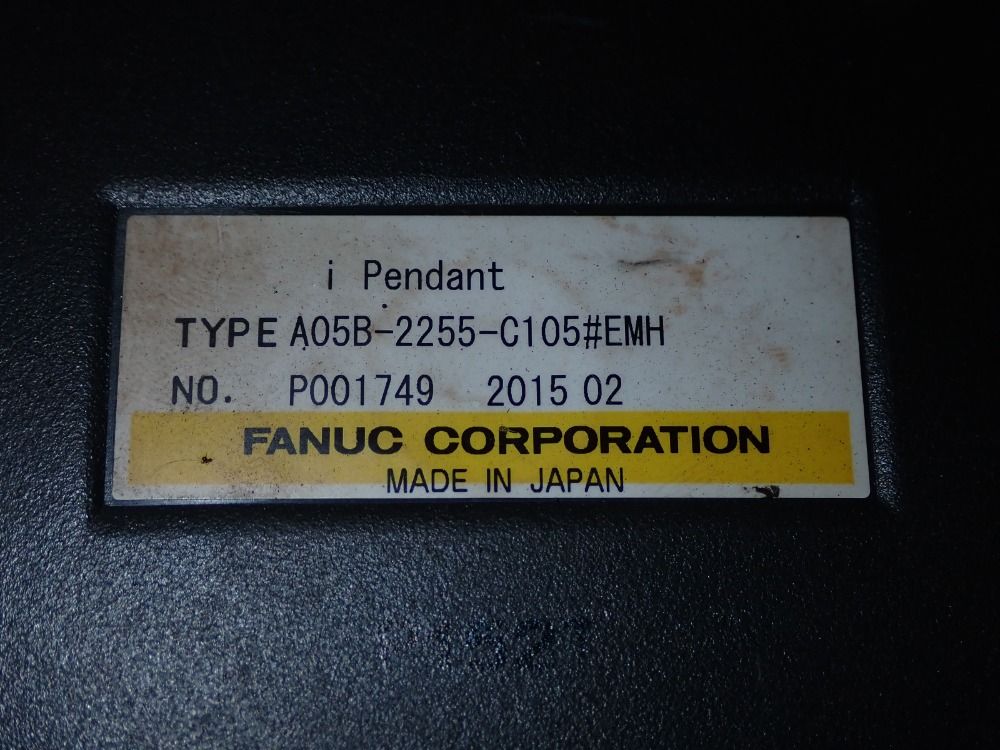 i Pendant
TYPE A05B-2255-C105#EMH
NO. P001749 2015 02
FANUC CORPORATION
MADE IN JAPAN